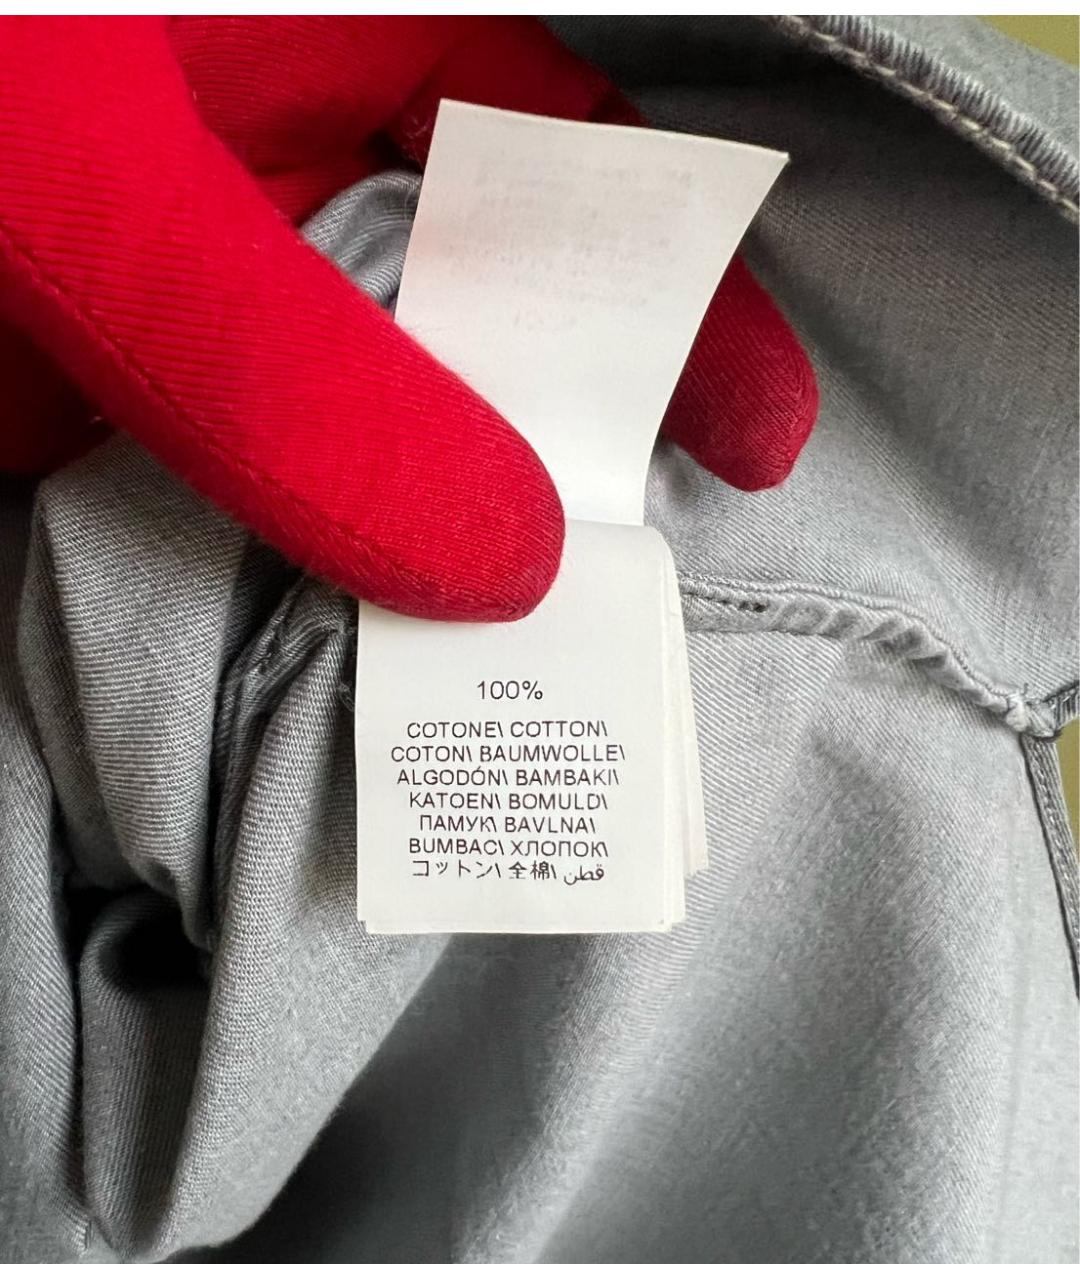 100%
COTONE\ COTTON\
COTON\ BAUMWOLLE\
ALGODÓN\ BAMBAKI\
KATOEN\ BOMULD\
ПАМУК\ BAVLNA\
BUMBAC\ ХЛОПОК\
コットン\ 全棉\ قطن